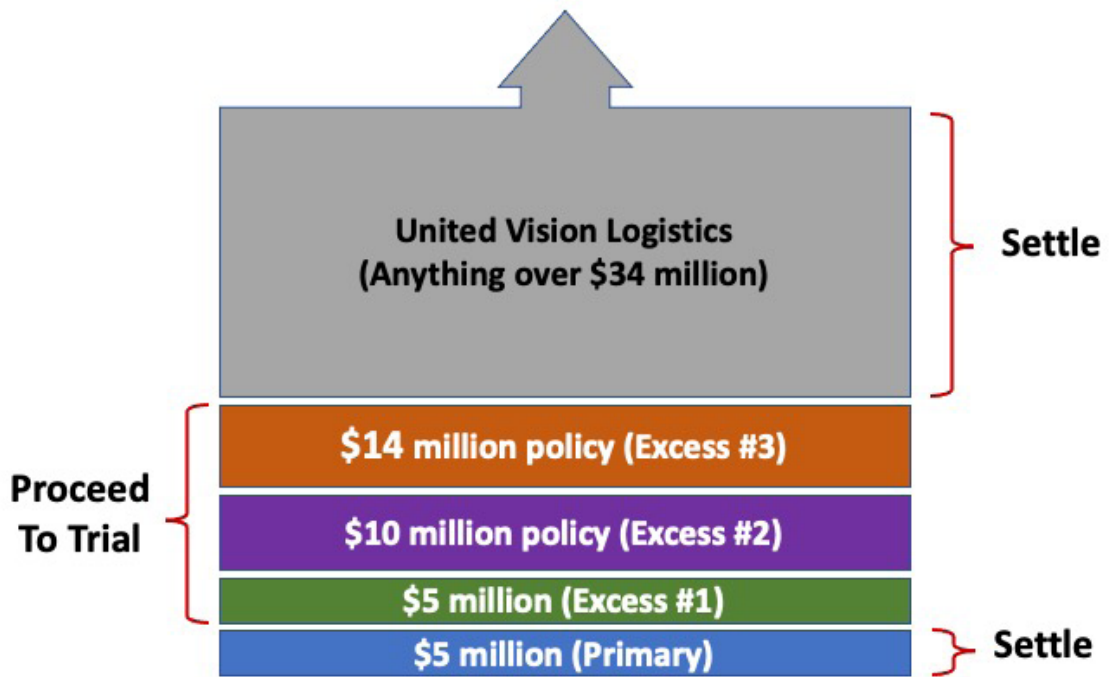 United Vision Logistics
(Anything over $34 million)
Settle
$14 million policy (Excess #3)
Proceed
To Trial
$10 million policy (Excess #2)
$5 million (Excess #1)
$5 million (Primary)
Settle